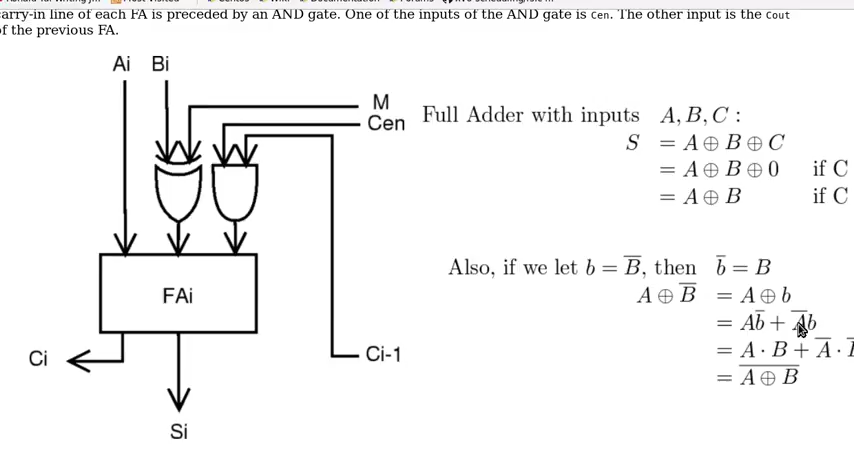 carry-in line of each FA is preceded by an AND gate. One of the inputs of the AND gate is Cen. The other input is the Cout
of the previous FA.
Ai Bi
M
Cen
FAi
Ci
Ci-1
Si
Full Adder with inputs A, B, C :
S = A ⊕ B ⊕ C
= A ⊕ B ⊕ 0 if C
= A ⊕ B if C
Also, if we let b = B̅, then b̅ = B
A ⊕ B̅ = A ⊕ b
= Ab̅ + A̅b
= A · B + A̅ ·
= A̅ ̅⊕̅ ̅B̅